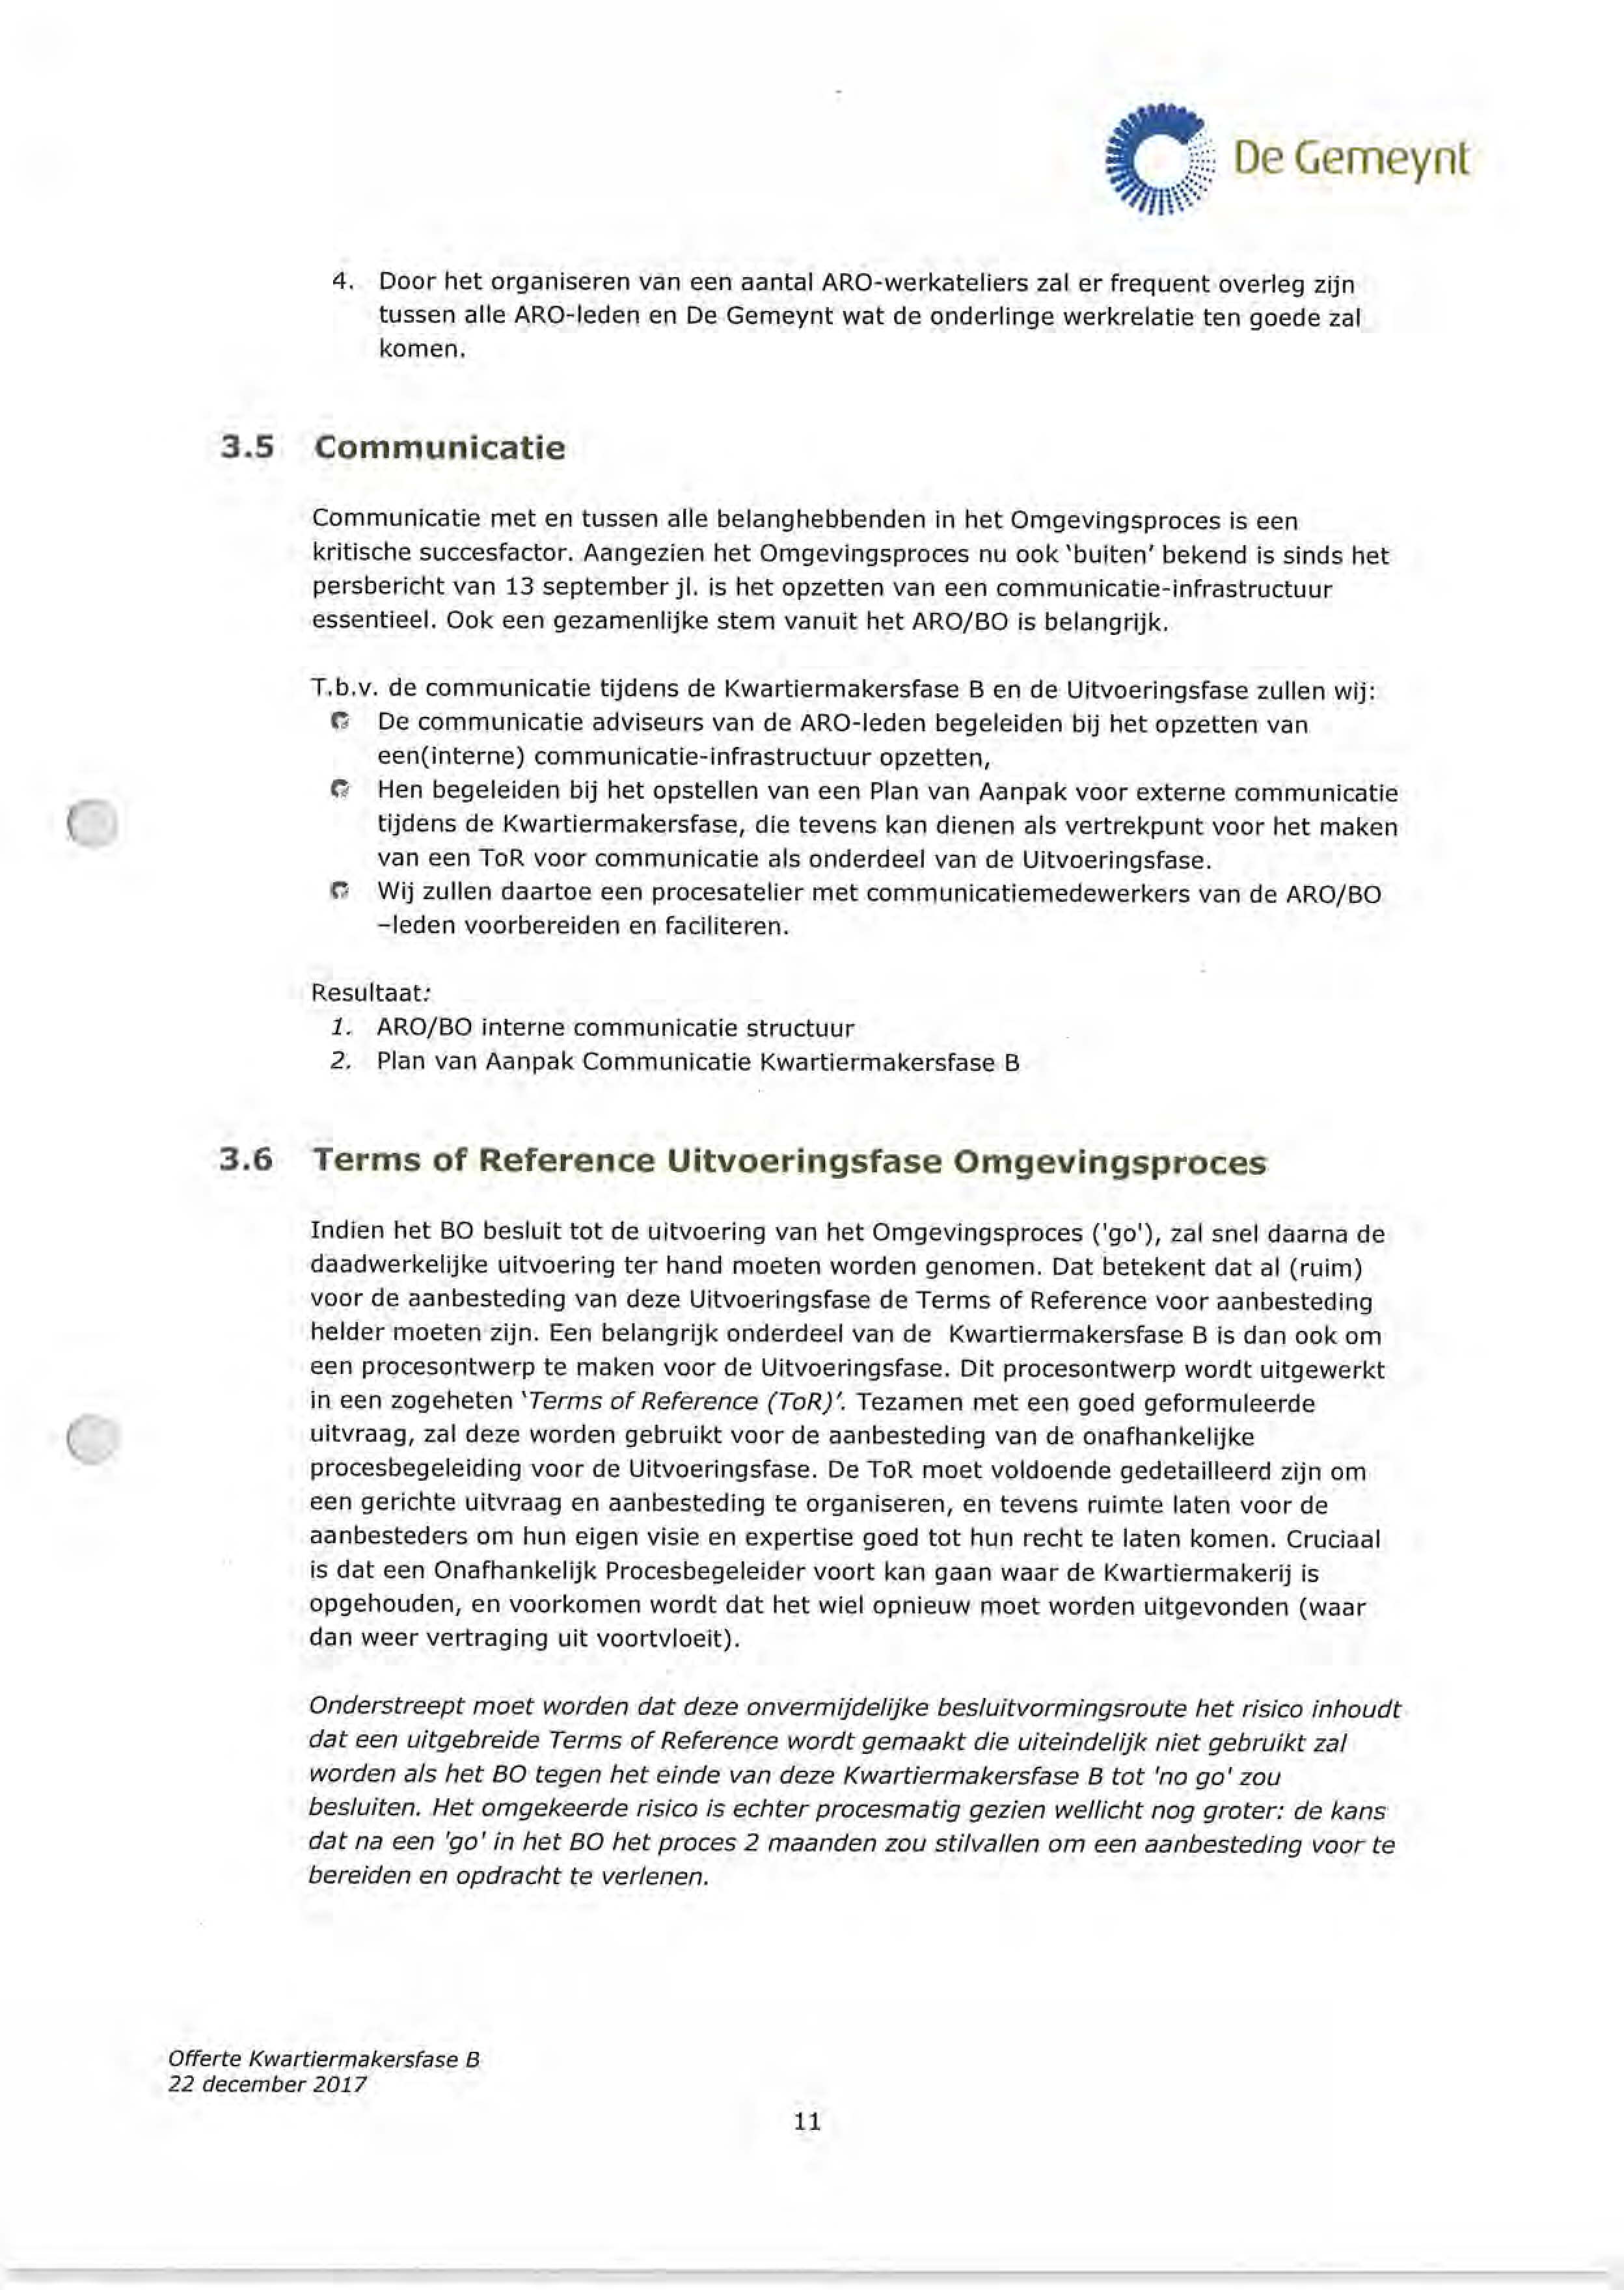 De Gemeynt
4. Door het organiseren van een aantal ARO-werkateliers zal er frequent overleg zijn
tussen alle ARO-leden en De Gemeynt wat de onderlinge werkrelatie ten goede zal
komen.
3.5 Communicatie
Communicatie met en tussen alle belanghebbenden in het Omgevingsproces is een
kritische succesfactor. Aangezien het Omgevingsproces nu ook 'buiten' bekend is sinds het
persbericht van 13 september jl. is het opzetten van een communicatie-infrastructuur
essentieel. Ook een gezamenlijke stem vanuit het ARO/BO is belangrijk.
T.b.v. de communicatie tijdens de Kwartiermakersfase B en de Uitvoeringsfase zullen wij:
De communicatie adviseurs van de ARO-leden begeleiden bij het opzetten van
een(interne) communicatie-infrastructuur opzetten,
Hen begeleiden bij het opstellen van een Plan van Aanpak voor externe communicatie
tijdens de Kwartiermakersfase, die tevens kan dienen als vertrekpunt voor het maken
van een ToR voor communicatie als onderdeel van de Uitvoeringsfase.
Wij zullen daartoe een procesatelier met communicatiemedewerkers van de ARO/BO
–leden voorbereiden en faciliteren.
Resultaat:
1. ARO/BO interne communicatie structuur
2. Plan van Aanpak Communicatie Kwartiermakersfase B
3.6 Terms of Reference Uitvoeringsfase Omgevingsproces
Indien het BO besluit tot de uitvoering van het Omgevingsproces ('go'), zal snel daarna de
daadwerkelijke uitvoering ter hand moeten worden genomen. Dat betekent dat al (ruim)
voor de aanbesteding van deze Uitvoeringsfase de Terms of Reference voor aanbesteding
helder moeten zijn. Een belangrijk onderdeel van de Kwartiermakersfase B is dan ook om
een procesontwerp te maken voor de Uitvoeringsfase. Dit procesontwerp wordt uitgewerkt
in een zogeheten 'Terms of Reference (ToR)'. Tezamen met een goed geformuleerde
uitvraag, zal deze worden gebruikt voor de aanbesteding van de onafhankelijke
procesbegeleiding voor de Uitvoeringsfase. De ToR moet voldoende gedetailleerd zijn om
een gerichte uitvraag en aanbesteding te organiseren, en tevens ruimte laten voor de
aanbesteders om hun eigen visie en expertise goed tot hun recht te laten komen. Cruciaal
is dat een Onafhankelijk Procesbegeleider voort kan gaan waar de Kwartiermakerij is
opgehouden, en voorkomen wordt dat het wiel opnieuw moet worden uitgevonden (waar
dan weer vertraging uit voortvloeit).
Onderstreept moet worden dat deze onvermijdelijke besluitvormingsroute het risico inhoudt
dat een uitgebreide Terms of Reference wordt gemaakt die uiteindelijk niet gebruikt zal
worden als het BO tegen het einde van deze Kwartiermakersfase B tot 'no go' zou
besluiten. Het omgekeerde risico is echter procesmatig gezien wellicht nog groter: de kans
dat na een 'go' in het BO het proces 2 maanden zou stilvallen om een aanbesteding voor te
bereiden en opdracht te verlenen.
Offerte Kwartiermakersfase B
22 december 2017
11